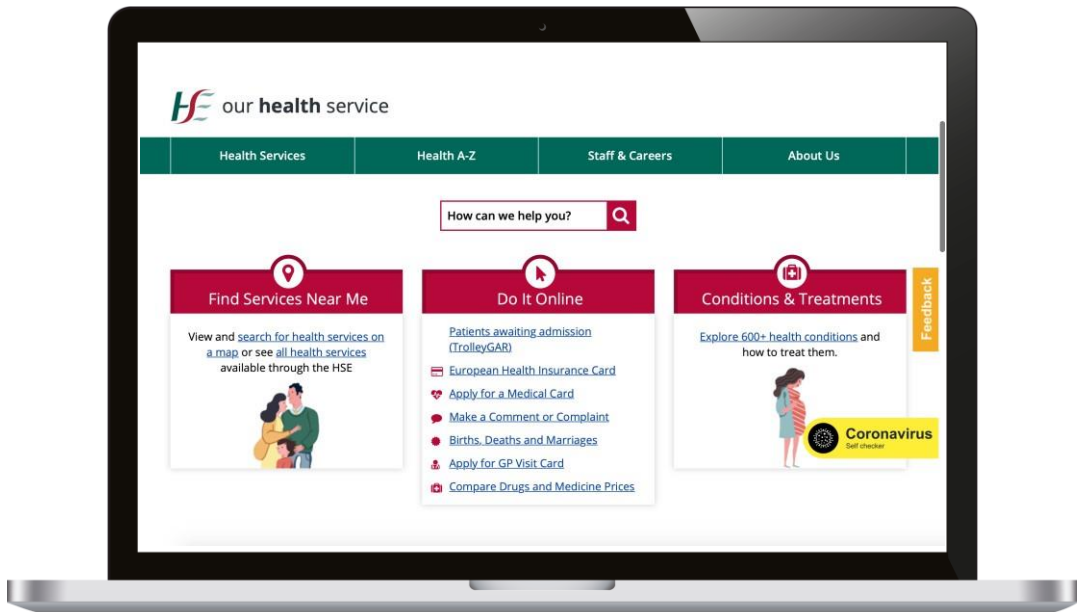 HSE our health service
Health Services
Health A-Z
Staff & Careers
About Us
How can we help you?
Find Services Near Me
View and search for health services on
a map or see all health services
available through the HSE
Do It Online
Patients awaiting admission
(TrolleyGAR)
European Health Insurance Card
Apply for a Medical Card
Make a Comment or Complaint
Births, Deaths and Marriages
Apply for GP Visit Card
Compare Drugs and Medicine Prices
Conditions & Treatments
Explore 600+ health conditions and
how to treat them.
Feedback
Coronavirus
Self checker